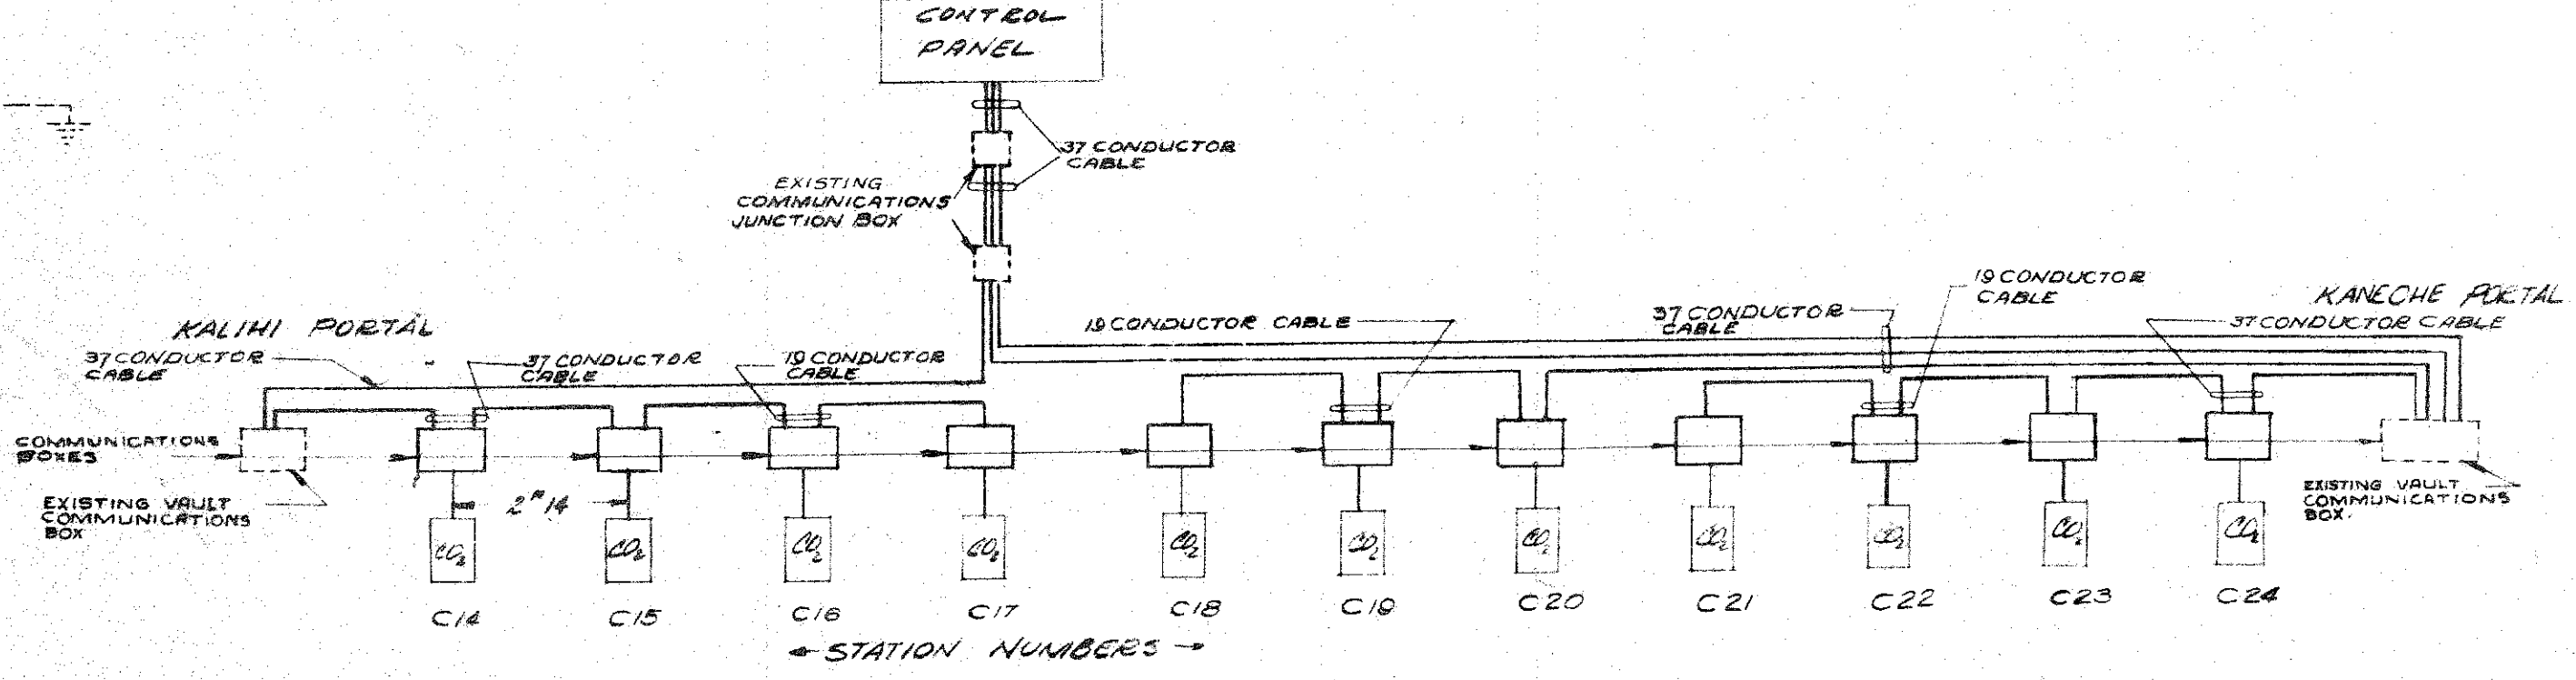 CONTROL
PANEL
37 CONDUCTOR
CABLE
EXISTING
COMMUNICATIONS
JUNCTION BOX
KALIHI PORTAL
37 CONDUCTOR
CABLE
37 CONDUCTOR
CABLE
19 CONDUCTOR
CABLE
19 CONDUCTOR CABLE
37 CONDUCTOR
CABLE
19 CONDUCTOR
CABLE
KANEOHE PORTAL
37 CONDUCTOR CABLE
COMMUNICATIONS
BOXES
EXISTING VAULT
COMMUNICATIONS
BOX
2#14
EXISTING VAULT
COMMUNICATIONS
BOX.
CO2 CO2 CO2 CO2 CO2 CO2 CO2 CO2 CO2 CO2 CO2
C14 C15 C16 C17 C18 C19 C20 C21 C22 C23 C24
STATION NUMBERS